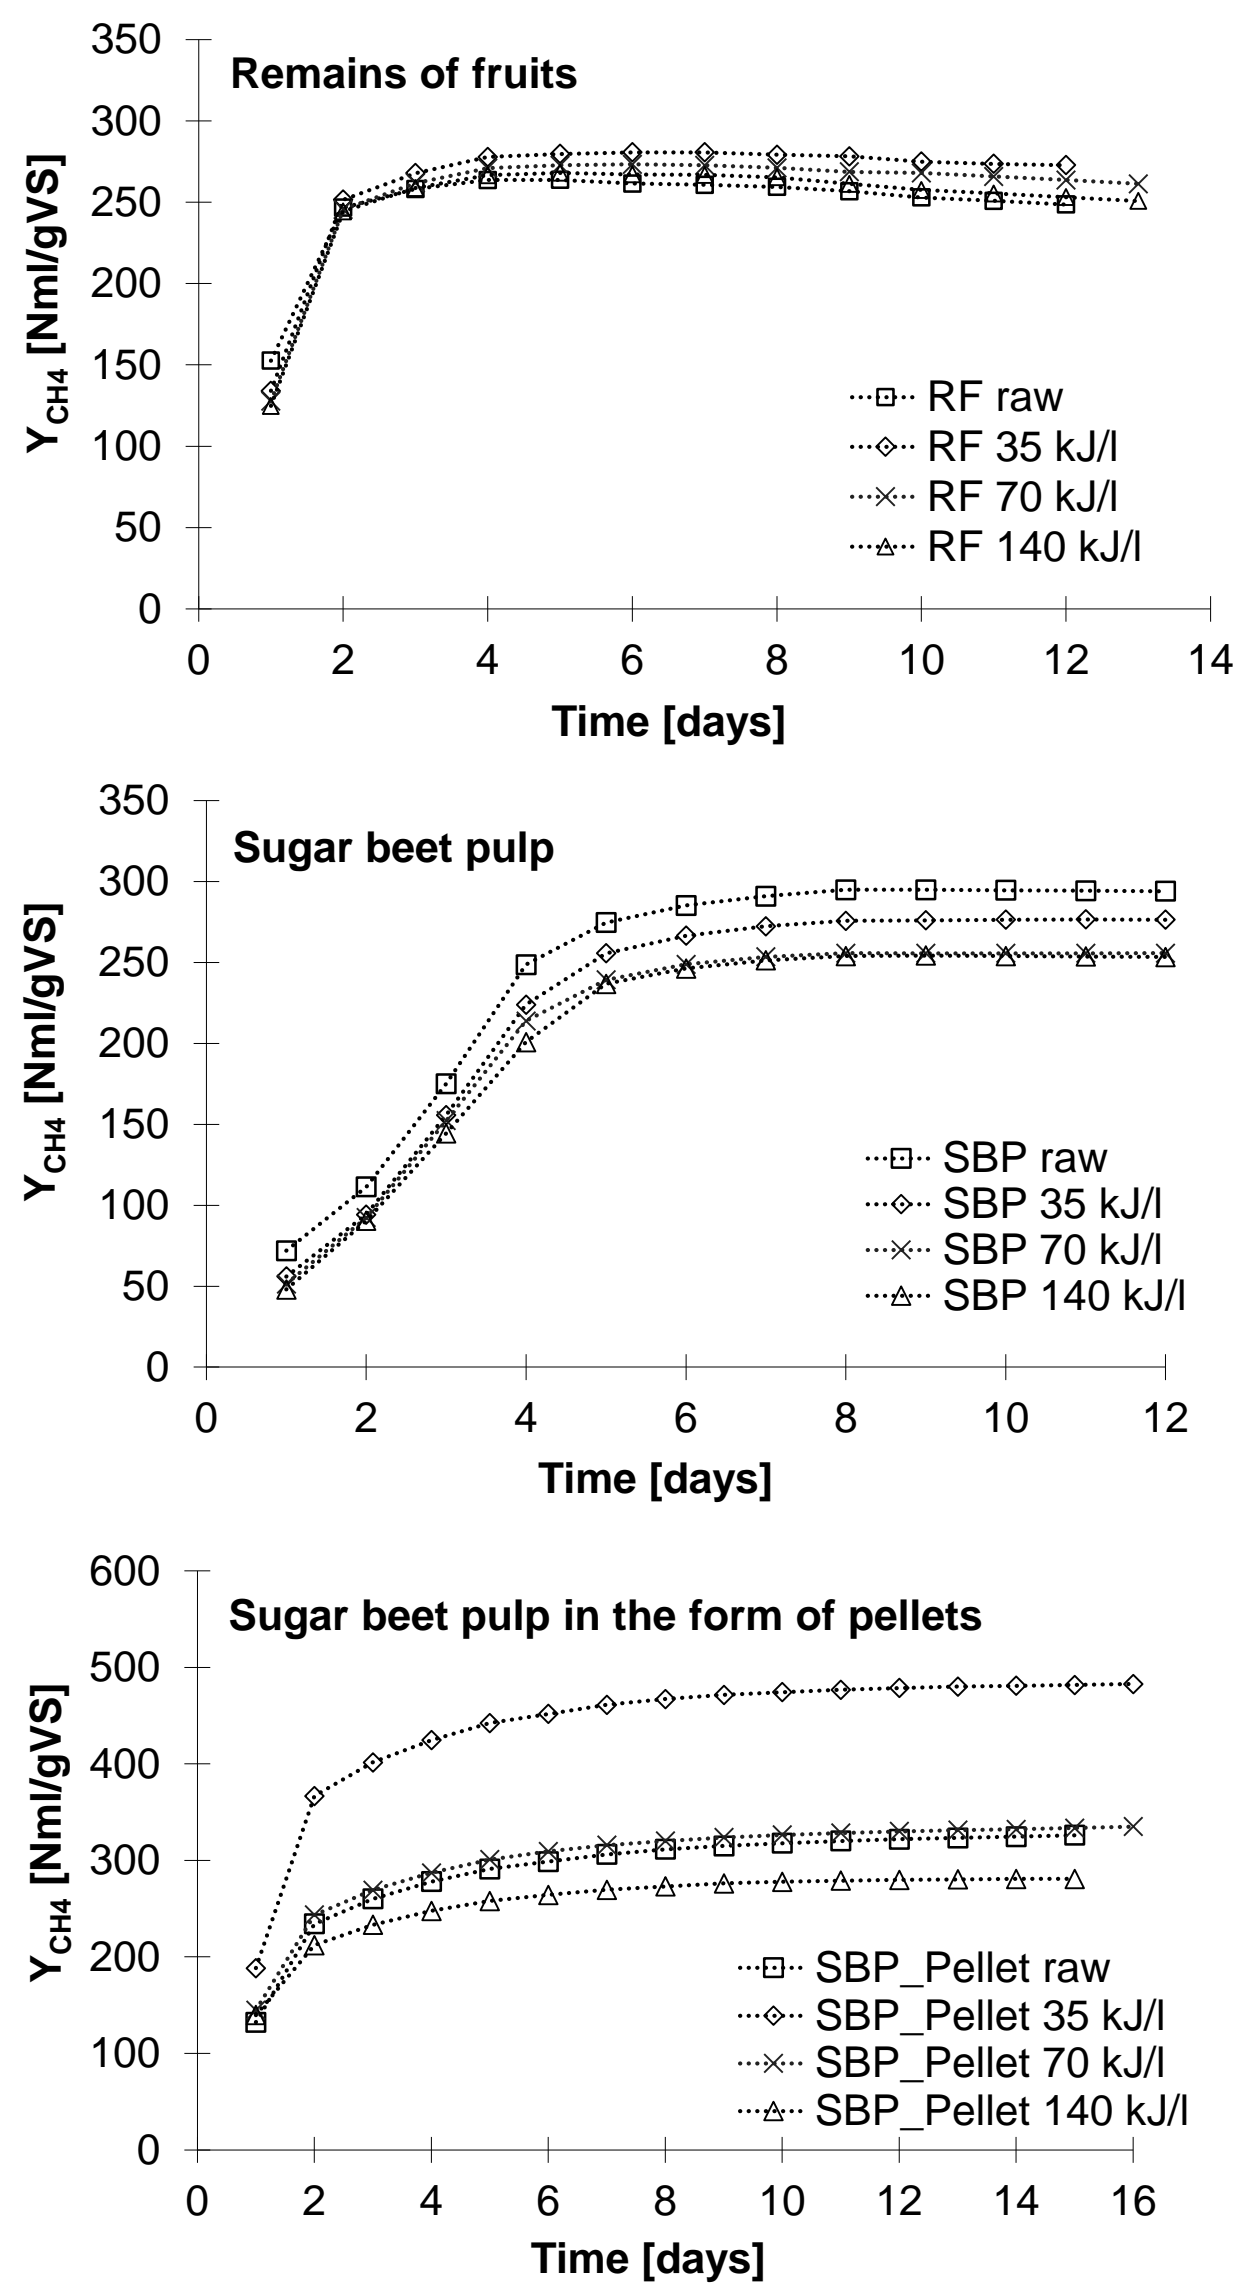 350
Remains of fruits
300
250
200
150
100
50
0
Y_CH4 [Nml/gVS]
RF raw
RF 35 kJ/l
RF 70 kJ/l
RF 140 kJ/l
0 2 4 6 8 10 12 14
Time [days]
350
Sugar beet pulp
300
250
200
150
100
50
0
Y_CH4 [Nml/gVS]
SBP raw
SBP 35 kJ/l
SBP 70 kJ/l
SBP 140 kJ/l
0 2 4 6 8 10 12
Time [days]
600
Sugar beet pulp in the form of pellets
500
400
300
200
100
0
Y_CH4 [Nml/gVS]
SBP_Pellet raw
SBP_Pellet 35 kJ/l
SBP_Pellet 70 kJ/l
SBP_Pellet 140 kJ/l
0 2 4 6 8 10 12 14 16
Time [days]